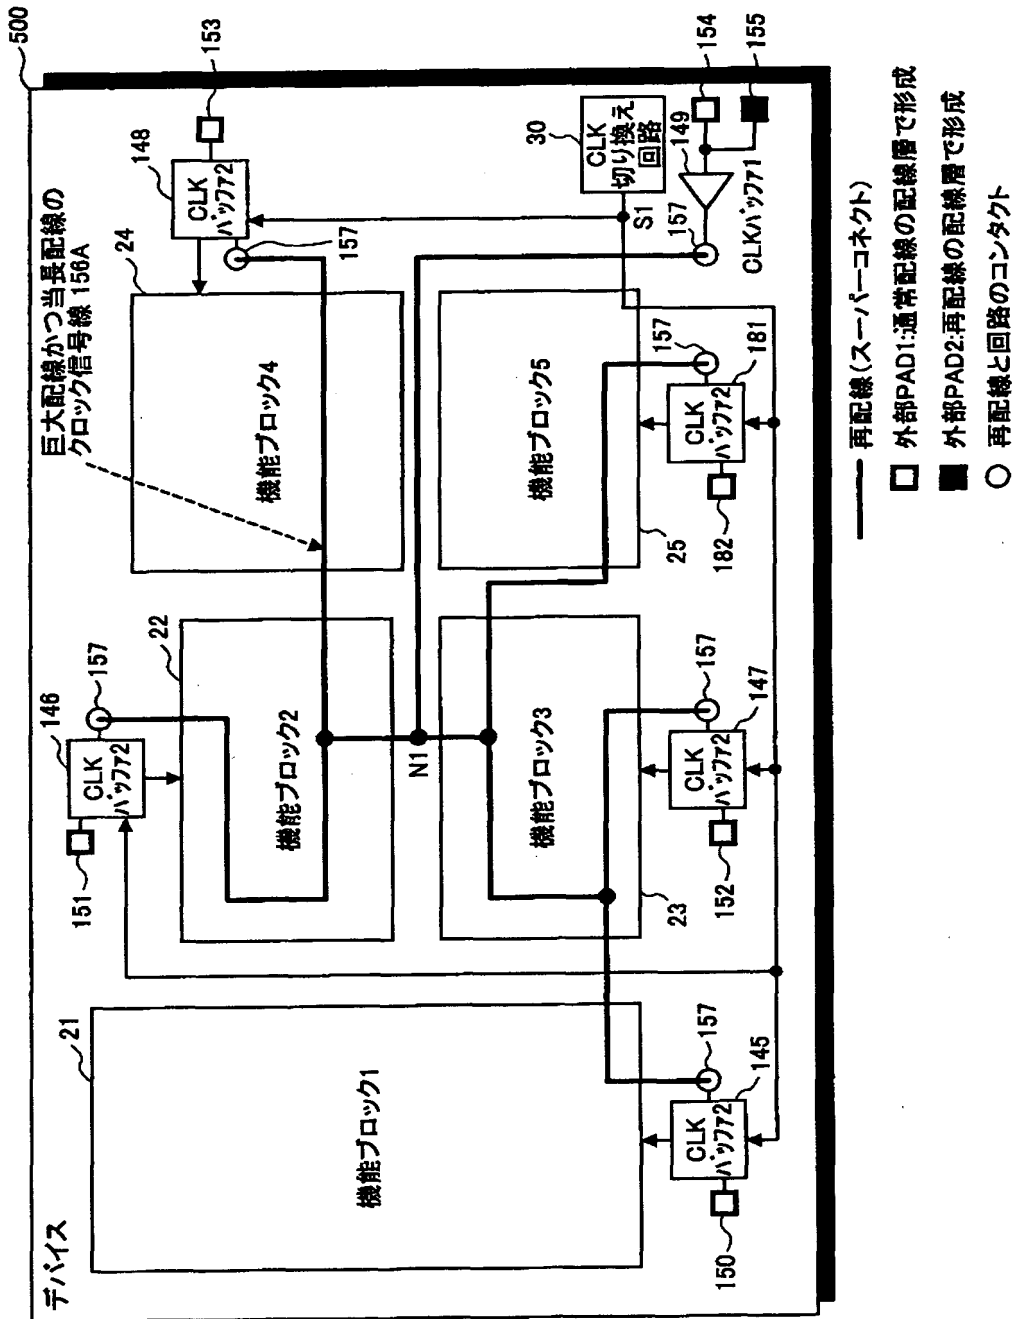 500
デバイス
21
機能ブロック1
146
CLK
バッファ2
157
151
22
機能ブロック2
巨大配線かつ当長配線の
クロック信号線 156A
24
機能ブロック4
148
CLK
バッファ2
153
157
N1
機能ブロック3
23
機能ブロック5
25
30
CLK
切り換え
回路
S1
149
154
155
157
CLKバッファ1
157
CLK
バッファ2
145
150
157
CLK
バッファ2
147
152
157
CLK
バッファ2
181
182
再配線(スーパーコネクト)
外部PAD1:通常配線の配線層で形成
外部PAD2:再配線の配線層で形成
再配線と回路のコンタクト